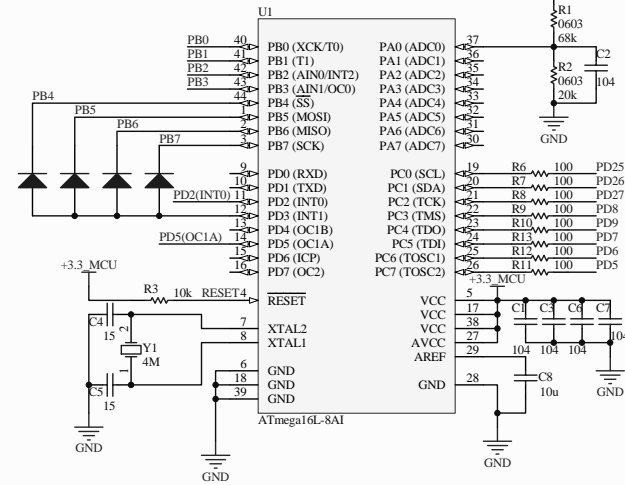 U1
R1
0603
68k
R2
0603
20k
C2
104
GND
PB0 40 PB0 (XCK/T0) PA0 (ADC0) 37
PB1 41 PB1 (T1) PA1 (ADC1) 36
PB2 42 PB2 (AIN0/INT2) PA2 (ADC2) 35
PB3 43 PB3 (AIN1/OC0) PA3 (ADC3) 34
PB4 44 PB4 (SS) PA4 (ADC4) 33
PB5 1 PB5 (MOSI) PA5 (ADC5) 32
PB6 2 PB6 (MISO) PA6 (ADC6) 31
PB7 3 PB7 (SCK) PA7 (ADC7) 30
9 PD0 (RXD) PC0 (SCL) 19 R6 100 PD25
10 PD1 (TXD) PC1 (SDA) 20 R7 100 PD26
PD2(INT0) 11 PD2 (INT0) PC2 (TCK) 21 R8 100 PD27
12 PD3 (INT1) PC3 (TMS) 22 R9 100 PD8
13 PD4 (OC1B) PC4 (TDO) 23 R10 100 PD9
PD5(OC1A) 14 PD5 (OC1A) PC5 (TDI) 24 R13 100 PD7
15 PD6 (ICP) PC6 (TOSC1) 25 R12 100 PD6
16 PD7 (OC2) PC7 (TOSC2) 26 R11 100 PD5
+3.3_MCU
+3.3_MCU
R3 10k RESET4 RESET VCC 5
VCC 17
7 XTAL2 VCC 38
8 XTAL1 AVCC 27
AREF 29
6 GND
18 GND GND 28
39 GND
C4
15
2
Y1
4M
1
C5
15
C1 C3 C6 C7
104 104 104 104
C8
10u
ATmega16L-8AI
GND
GND
GND
GND